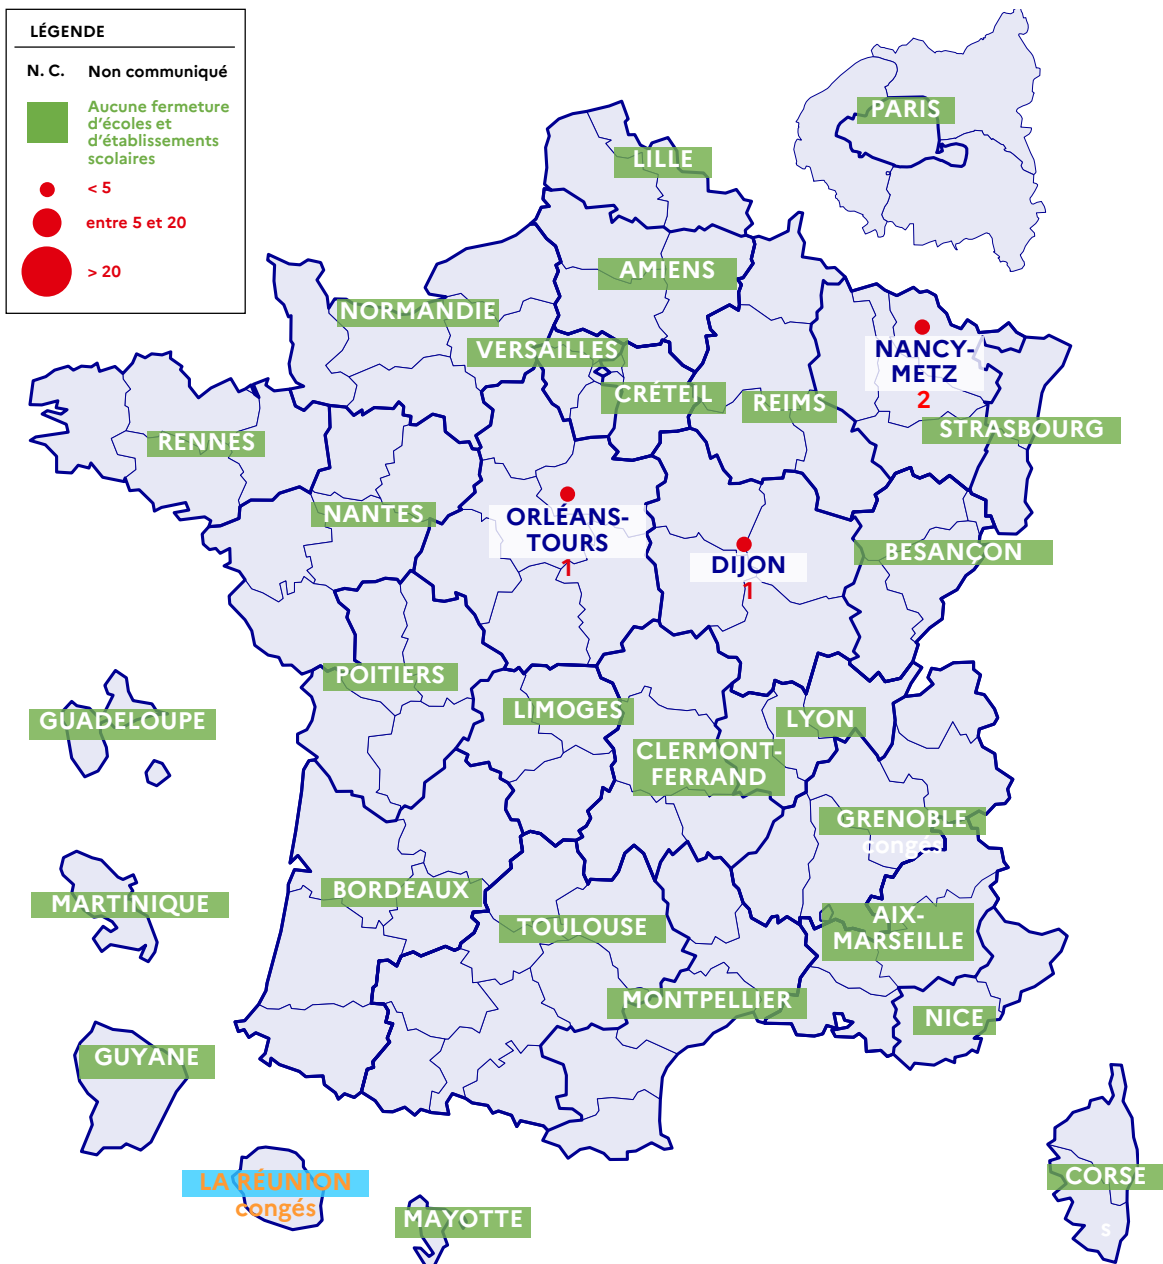 LÉGENDE
N. C. Non communiqué
Aucune fermeture
d'écoles et
d'établissements
scolaires
< 5
entre 5 et 20
> 20
PARIS
LILLE
AMIENS
NORMANDIE
VERSAILLES
NANCY-
METZ
2
CRÉTEIL
REIMS
STRASBOURG
RENNES
NANTES
ORLÉANS-
TOURS
1
DIJON
1
BESANÇON
POITIERS
GUADELOUPE
LIMOGES
LYON
CLERMONT-
FERRAND
GRENOBLE
congés
MARTINIQUE
BORDEAUX
TOULOUSE
AIX-
MARSEILLE
MONTPELLIER
NICE
GUYANE
LA RÉUNION
congés
MAYOTTE
CORSE
s